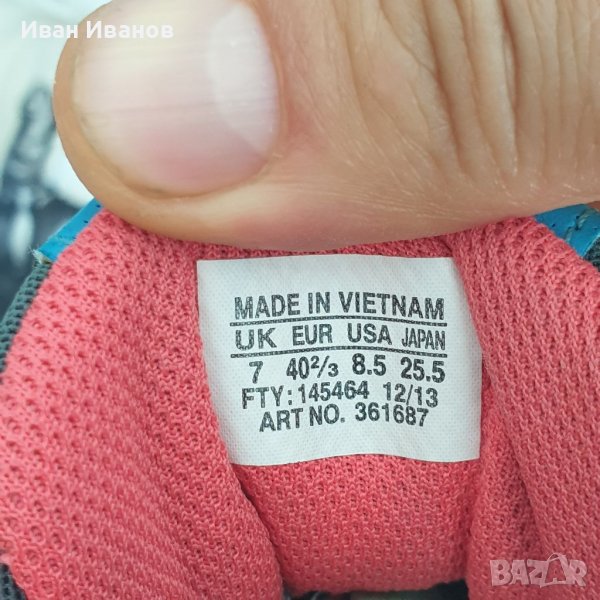 Иван Иванов
MADE IN VIETNAM
UK EUR USA JAPAN
7 40²/₃ 8.5 25.5
FTY: 145464 12/13
ART NO. 361687
BAZAR